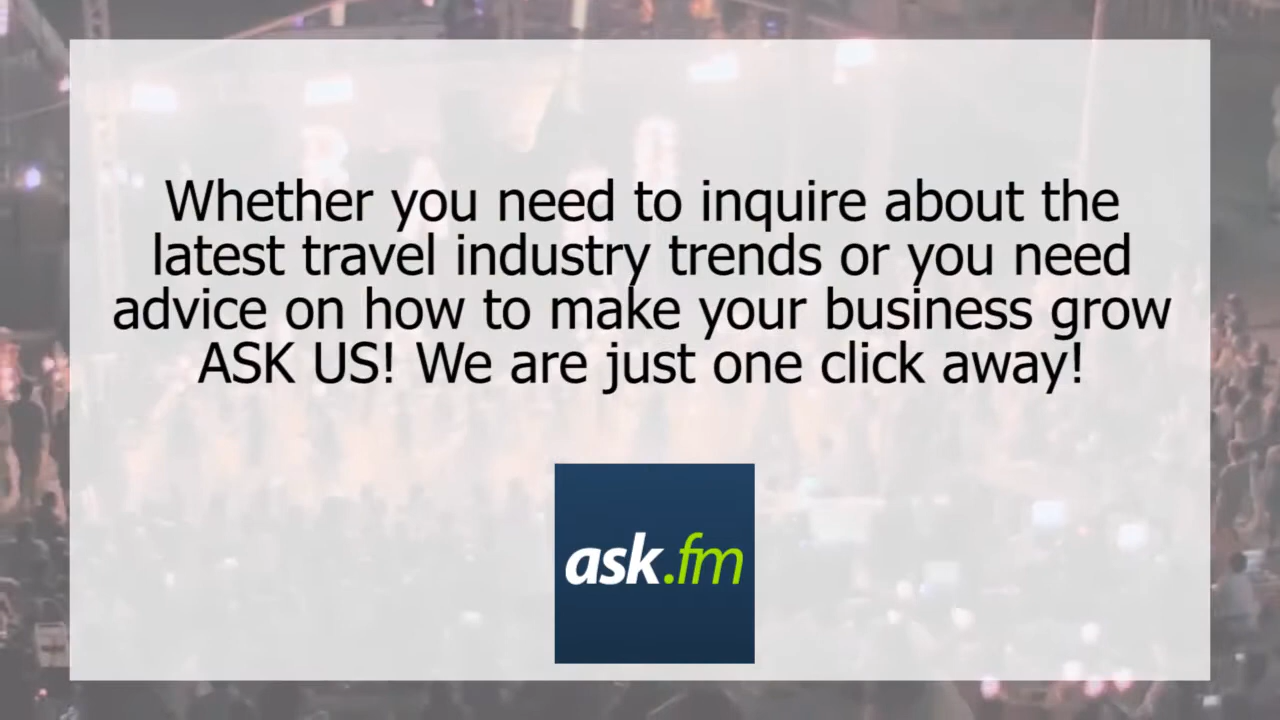 Whether you need to inquire about the
latest travel industry trends or you need
advice on how to make your business grow
ASK US! We are just one click away!
ask.fm